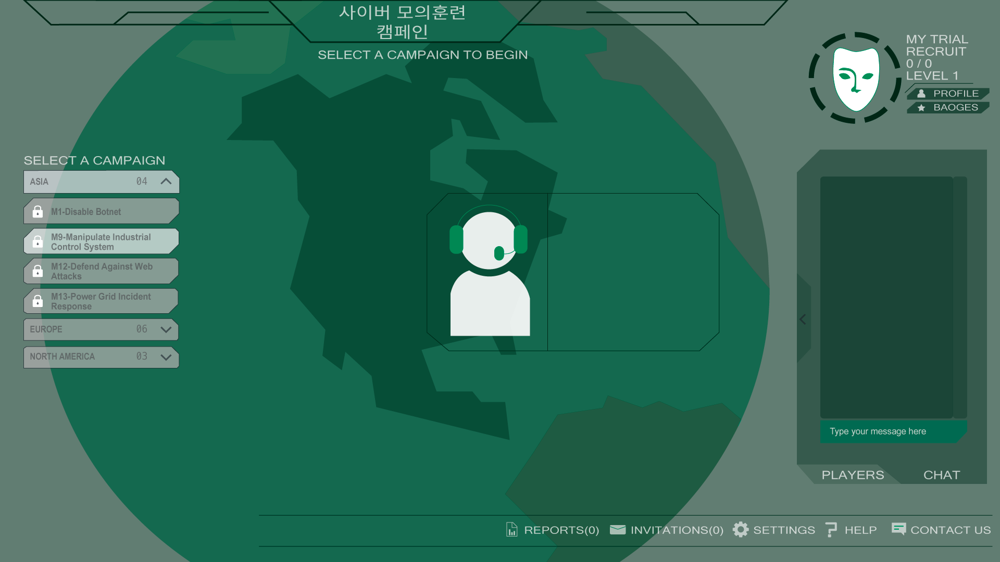 사이버 모의훈련
캠페인
SELECT A CAMPAIGN TO BEGIN
MY TRIAL
RECRUIT
0 / 0
LEVEL 1
PROFILE
BAOGES
SELECT A CAMPAIGN
ASIA 04
M1-Disable Botnet
M9-Manipulate Industrial
Control System
M12-Defend Against Web
Attacks
M13-Power Grid Incident
Response
EUROPE 06
NORTH AMERICA 03
Type your message here
PLAYERS CHAT
REPORTS(0) INVITATIONS(0) SETTINGS HELP CONTACT US